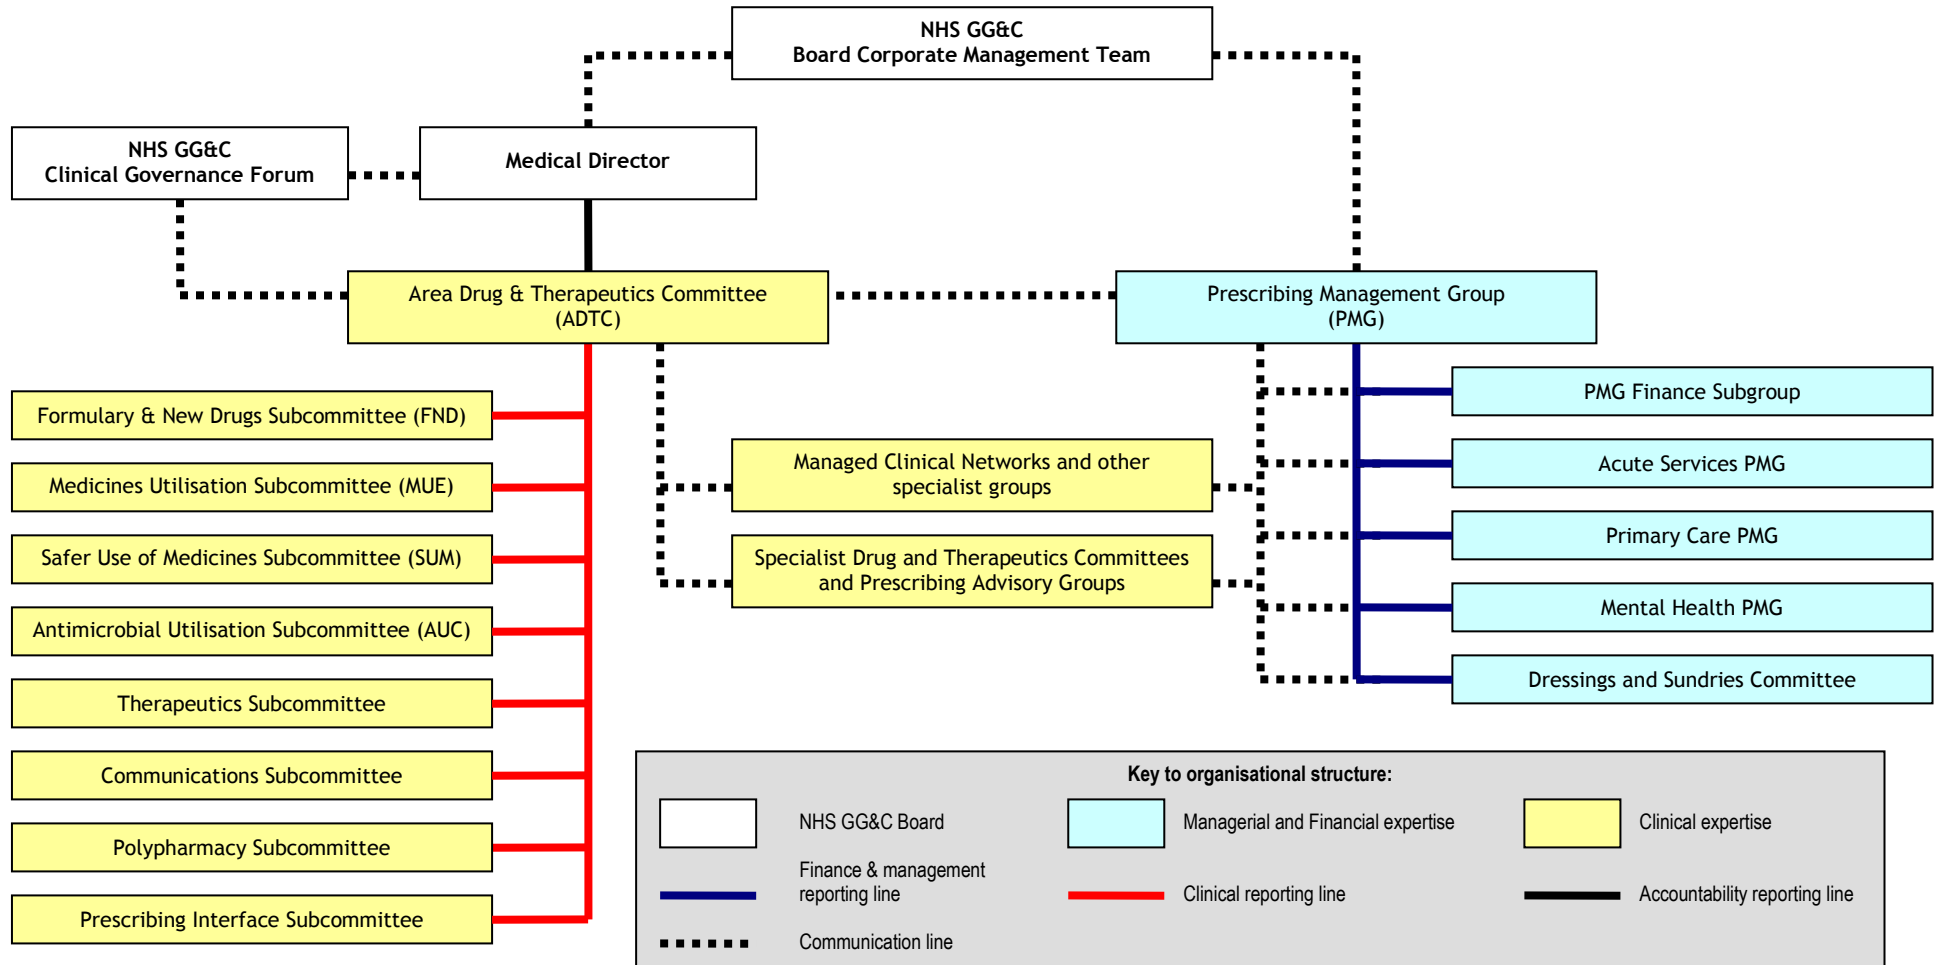 NHS GG&C
Board Corporate Management Team
NHS GG&C
Clinical Governance Forum
Medical Director
Area Drug & Therapeutics Committee
(ADTC)
Prescribing Management Group
(PMG)
Formulary & New Drugs Subcommittee (FND)
Medicines Utilisation Subcommittee (MUE)
Safer Use of Medicines Subcommittee (SUM)
Antimicrobial Utilisation Subcommittee (AUC)
Therapeutics Subcommittee
Communications Subcommittee
Polypharmacy Subcommittee
Prescribing Interface Subcommittee
Managed Clinical Networks and other
specialist groups
Specialist Drug and Therapeutics Committees
and Prescribing Advisory Groups
PMG Finance Subgroup
Acute Services PMG
Primary Care PMG
Mental Health PMG
Dressings and Sundries Committee
Key to organisational structure:
NHS GG&C Board
Managerial and Financial expertise
Clinical expertise
Finance & management
reporting line
Clinical reporting line
Accountability reporting line
Communication line